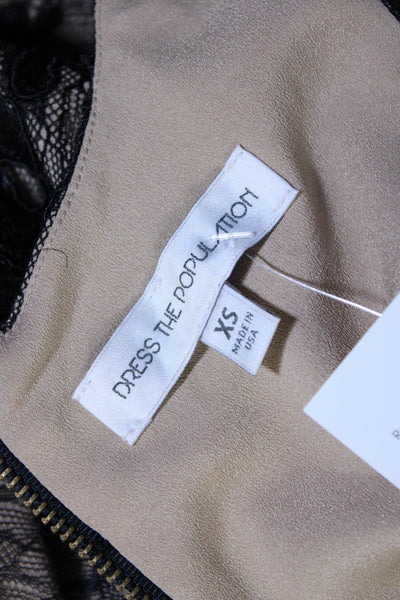 DRESS THE POPULATION
XS
MADE IN
USA
R